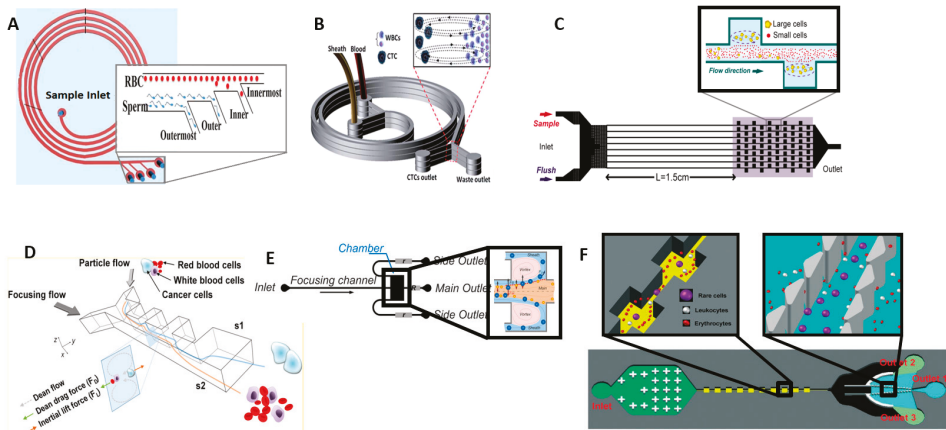 A
Sample Inlet
RBC
Innermost
Inner
Sperm
Outer
Outermost
B
Sheath Blood
WBCs
CTC
CTCs outlet
Waste outlet
C
Large cells
Small cells
Flow direction
Sample
Inlet
Flush
L=1.5cm
Outlet
D
Particle flow
Red blood cells
White blood cells
Cancer cells
Focusing flow
s1
s2
z
y
x
Dean flow
Dean drag force (FD)
Inertial lift force (FL)
E
Chamber
Side Outlet
Inlet
Focusing channel
Main Outlet
Side Outlet
Vortex
Main
Vortex
F
Rare cells
Leukocytes
Erythrocytes
Inlet
Outlet 2
Outlet 1
Outlet 3